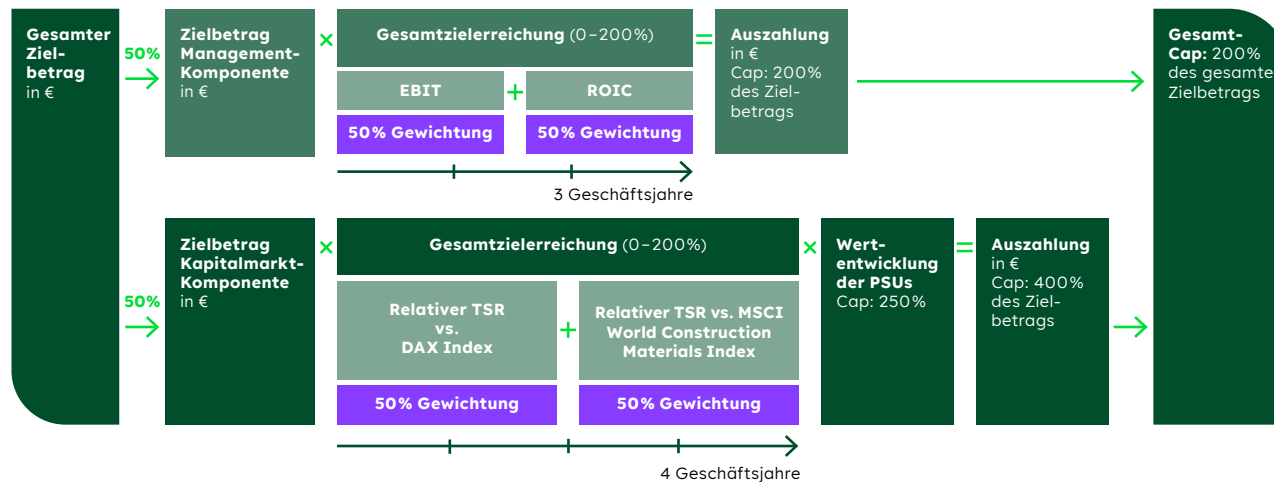 Gesamter
Ziel-
betrag
in €
50%
Zielbetrag
Management-
Komponente
in €
×
Gesamtzielerreichung (0–200%)
EBIT
+
ROIC
50% Gewichtung
50% Gewichtung
3 Geschäftsjahre
=
Auszahlung
in €
Cap: 200%
des Ziel-
betrags
50%
Zielbetrag
Kapitalmarkt-
Komponente
in €
×
Gesamtzielerreichung (0–200%)
Relativer TSR
vs.
DAX Index
+
Relativer TSR vs. MSCI
World Construction
Materials Index
50% Gewichtung
50% Gewichtung
4 Geschäftsjahre
×
Wert-
entwicklung
der PSUs
Cap: 250%
=
Auszahlung
in €
Cap: 400%
des Ziel-
betrags
Gesamt-
Cap: 200%
des gesamte
Zielbetrags